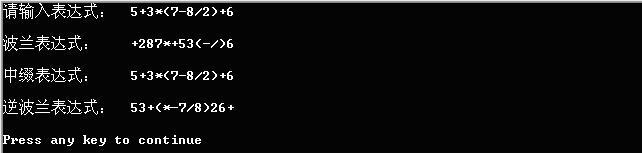 请输入表达式： 5+3*(7-8/2)+6
波兰表达式： +287*+53(-/)6
中缀表达式： 5+3*(7-8/2)+6
逆波兰表达式： 53+(*-7/8)26+
Press any key to continue